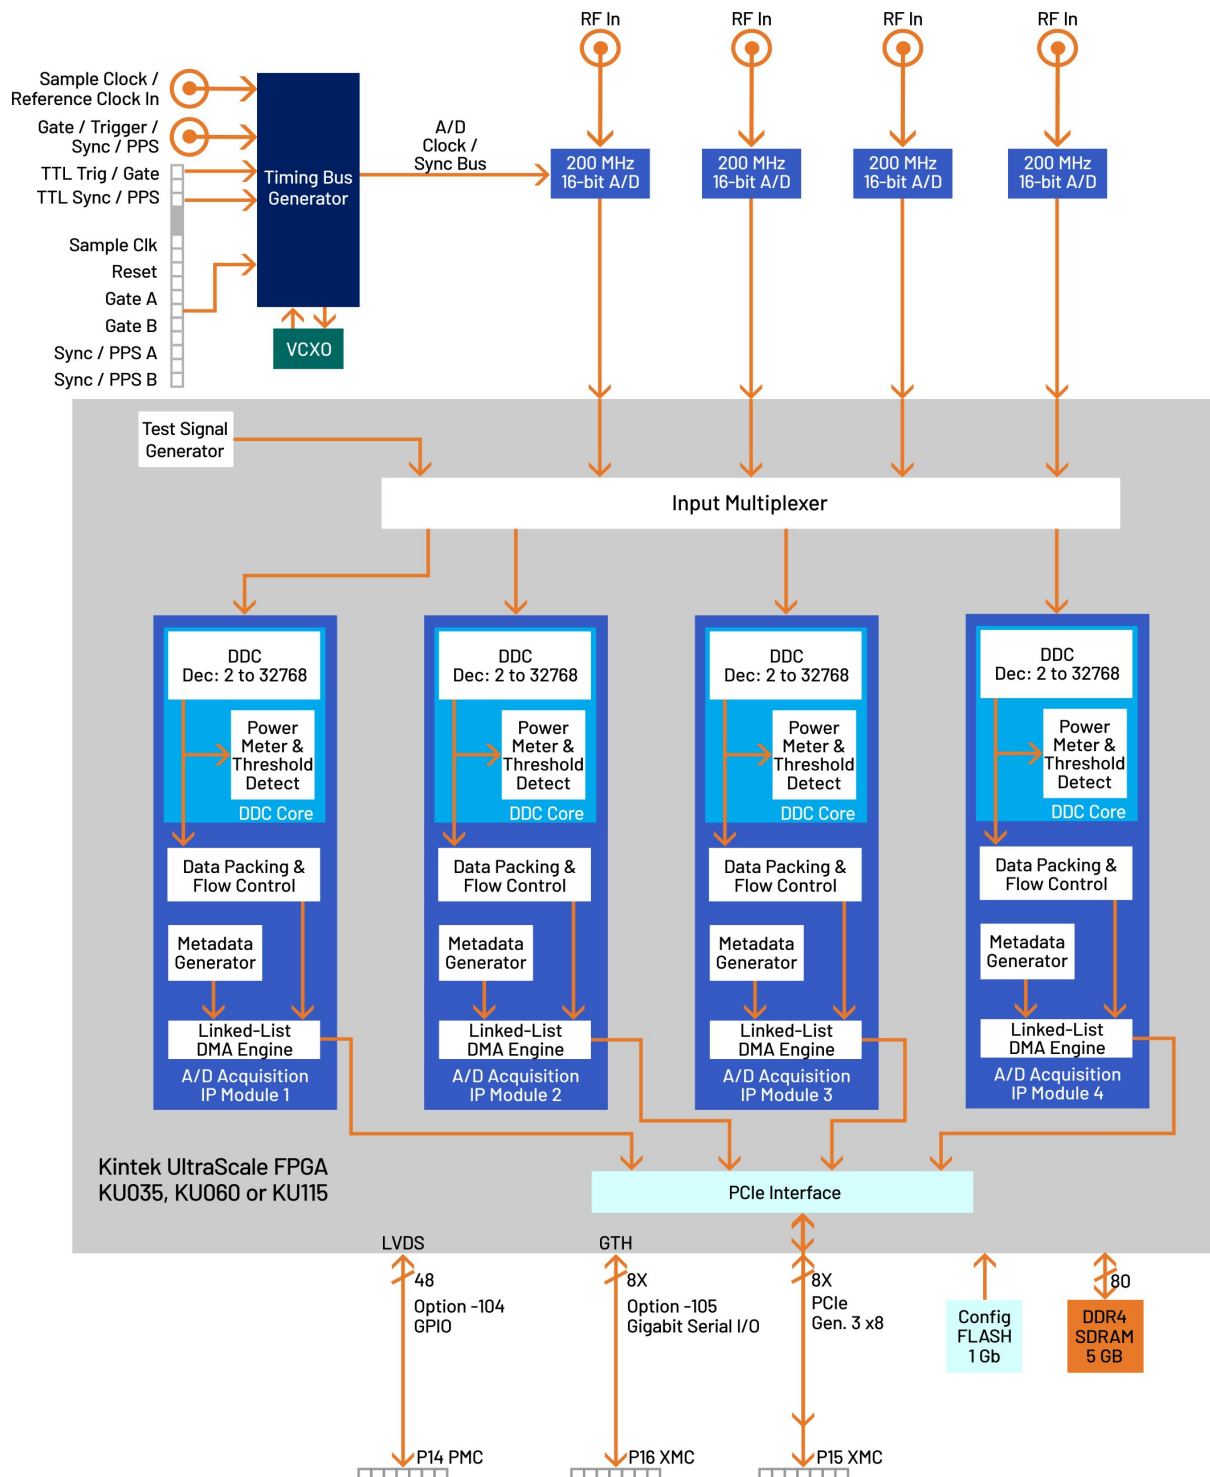 RF In
RF In
RF In
RF In
Sample Clock /
Reference Clock In
Gate / Trigger /
Sync / PPS
TTL Trig / Gate
TTL Sync / PPS
Sample Clk
Reset
Gate A
Gate B
Sync / PPS A
Sync / PPS B
Timing Bus
Generator
VCXO
A/D
Clock /
Sync Bus
200 MHz
16-bit A/D
200 MHz
16-bit A/D
200 MHz
16-bit A/D
200 MHz
16-bit A/D
Test Signal
Generator
Input Multiplexer
DDC
Dec: 2 to 32768
Power
Meter &
Threshold
Detect
DDC Core
Data Packing &
Flow Control
Metadata
Generator
Linked-List
DMA Engine
A/D Acquisition
IP Module 1
DDC
Dec: 2 to 32768
Power
Meter &
Threshold
Detect
DDC Core
Data Packing &
Flow Control
Metadata
Generator
Linked-List
DMA Engine
A/D Acquisition
IP Module 2
DDC
Dec: 2 to 32768
Power
Meter &
Threshold
Detect
DDC Core
Data Packing &
Flow Control
Metadata
Generator
Linked-List
DMA Engine
A/D Acquisition
IP Module 3
DDC
Dec: 2 to 32768
Power
Meter &
Threshold
Detect
DDC Core
Data Packing &
Flow Control
Metadata
Generator
Linked-List
DMA Engine
A/D Acquisition
IP Module 4
Kintek UltraScale FPGA
KU035, KU060 or KU115
PCIe Interface
LVDS
48
Option -104
GPIO
P14 PMC
GTH
8X
Option -105
Gigabit Serial I/O
P16 XMC
8X
PCIe
Gen. 3 x8
P15 XMC
Config
FLASH
1 Gb
80
DDR4
SDRAM
5 GB